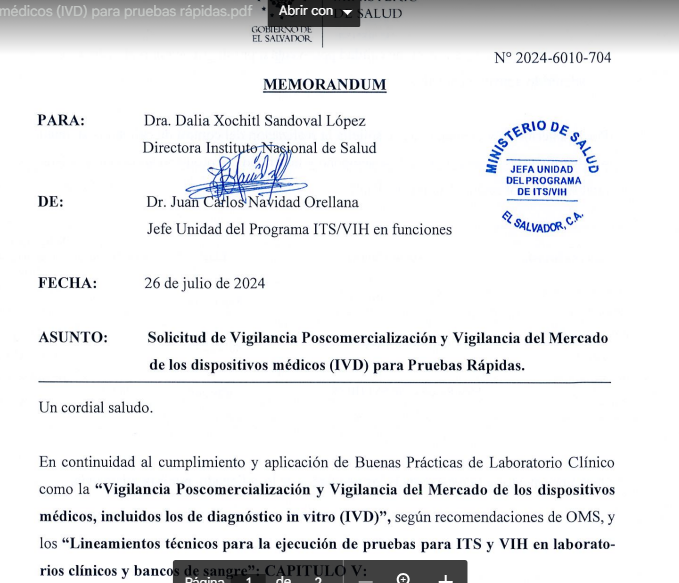 médicos (IVD) para pruebas rápidas.pdf
Abrir con
DE SALUD
GOBIERNO DE
EL SALVADOR
N° 2024-6010-704
MEMORANDUM
PARA: Dra. Dalia Xochitl Sandoval López
Directora Instituto Nacional de Salud
MINISTERIO DE SALUD
JEFA UNIDAD
DEL PROGRAMA
DE ITS/VIH
EL SALVADOR, C.A.
DE: Dr. Juan Carlos Navidad Orellana
Jefe Unidad del Programa ITS/VIH en funciones
FECHA: 26 de julio de 2024
ASUNTO: Solicitud de Vigilancia Poscomercialización y Vigilancia del Mercado
de los dispositivos médicos (IVD) para Pruebas Rápidas.
Un cordial saludo.
En continuidad al cumplimiento y aplicación de Buenas Prácticas de Laboratorio Clínico
como la “Vigilancia Poscomercialización y Vigilancia del Mercado de los dispositivos
médicos, incluidos los de diagnóstico in vitro (IVD)”, según recomendaciones de OMS, y
los “Lineamientos técnicos para la ejecución de pruebas para ITS y VIH en laborato-
rios clínicos y bancos de sangre”: CAPITULO V:
Página 1 de 2